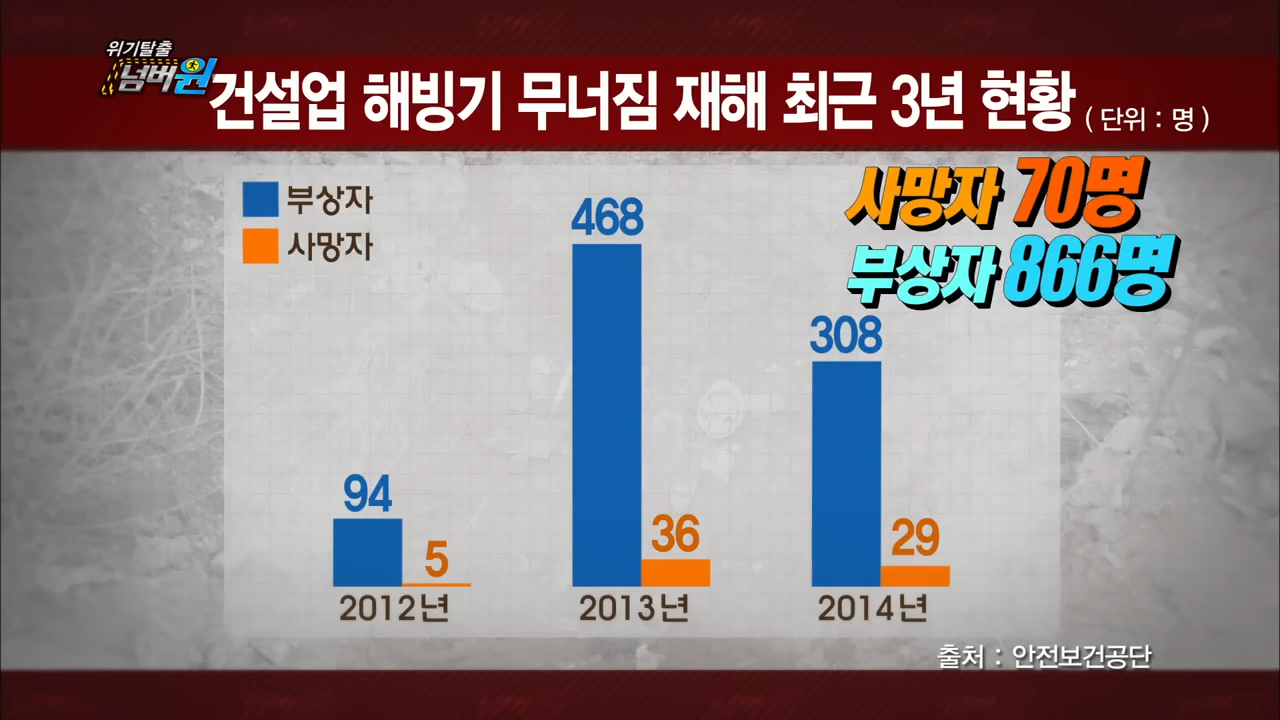 위기탈출
넘버원
건설업 해빙기 무너짐 재해 최근 3년 현황 ( 단위 : 명 )
부상자
사망자
사망자 70명
부상자 866명
468
308
94
5
36
29
2012년
2013년
2014년
출처 : 안전보건공단